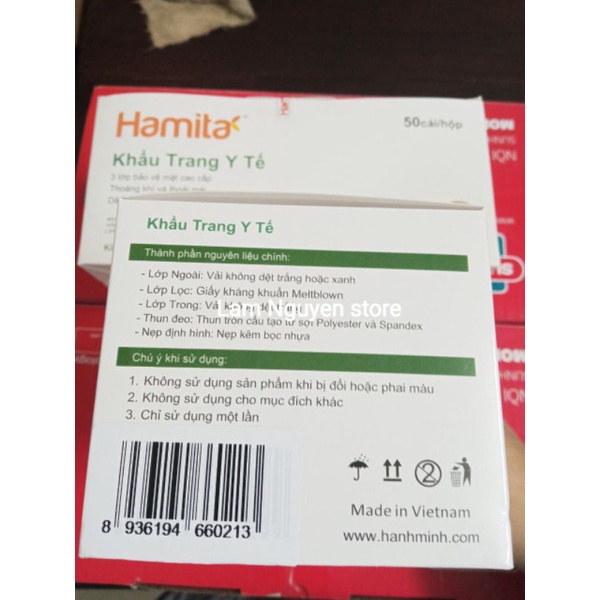 Hamita
50cái/hộp
Khẩu Trang Y Tế
3 lớp bảo vệ mặt cao cấp
Thoáng khí và thoải mái
Khẩu Trang Y Tế
Thành phần nguyên liệu chính:
- Lớp Ngoài: Vải không dệt trắng hoặc xanh
- Lớp Lọc: Giấy kháng khuẩn Meltblown
- Lớp Trong: Vải không dệt
Lam Nguyen store
- Thun đeo: Thun tròn cấu tạo từ sợi Polyester và Spandex
- Nẹp định hình: Nẹp kẽm bọc nhựa
Chú ý khi sử dụng:
1. Không sử dụng sản phẩm khi bị đổi hoặc phai màu
2. Không sử dụng cho mục đích khác
3. Chỉ sử dụng một lần
2
8 936194 660213
Made in Vietnam
www.hanhminh.com